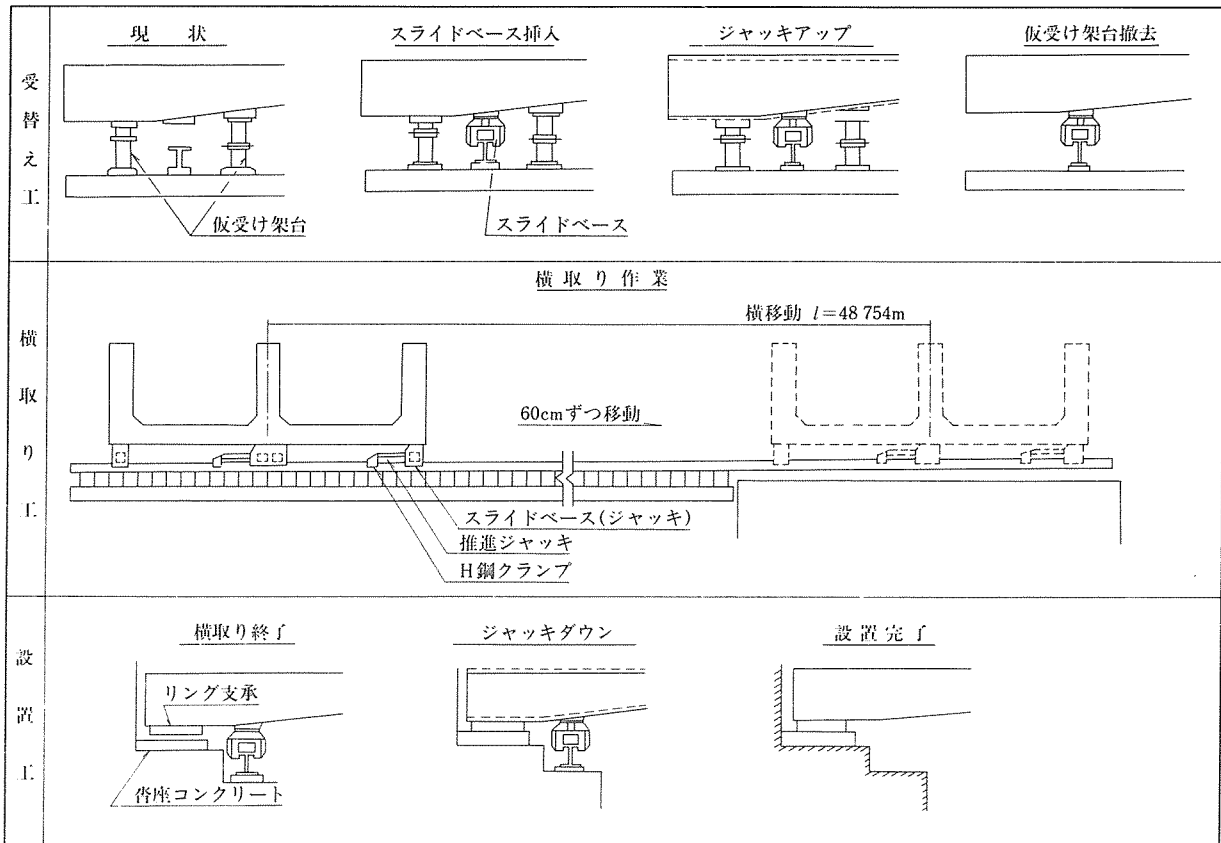 受替え工
現状
スライドベース挿入
ジャッキアップ
仮受け架台撤去
仮受け架台
スライドベース
横取り工
横取り作業
横移動 l=48 754m
60cmずつ移動
スライドベース(ジャッキ)
推進ジャッキ
H鋼クランプ
設置工
横取り終了
ジャッキダウン
設置完了
リング支承
沓座コンクリート